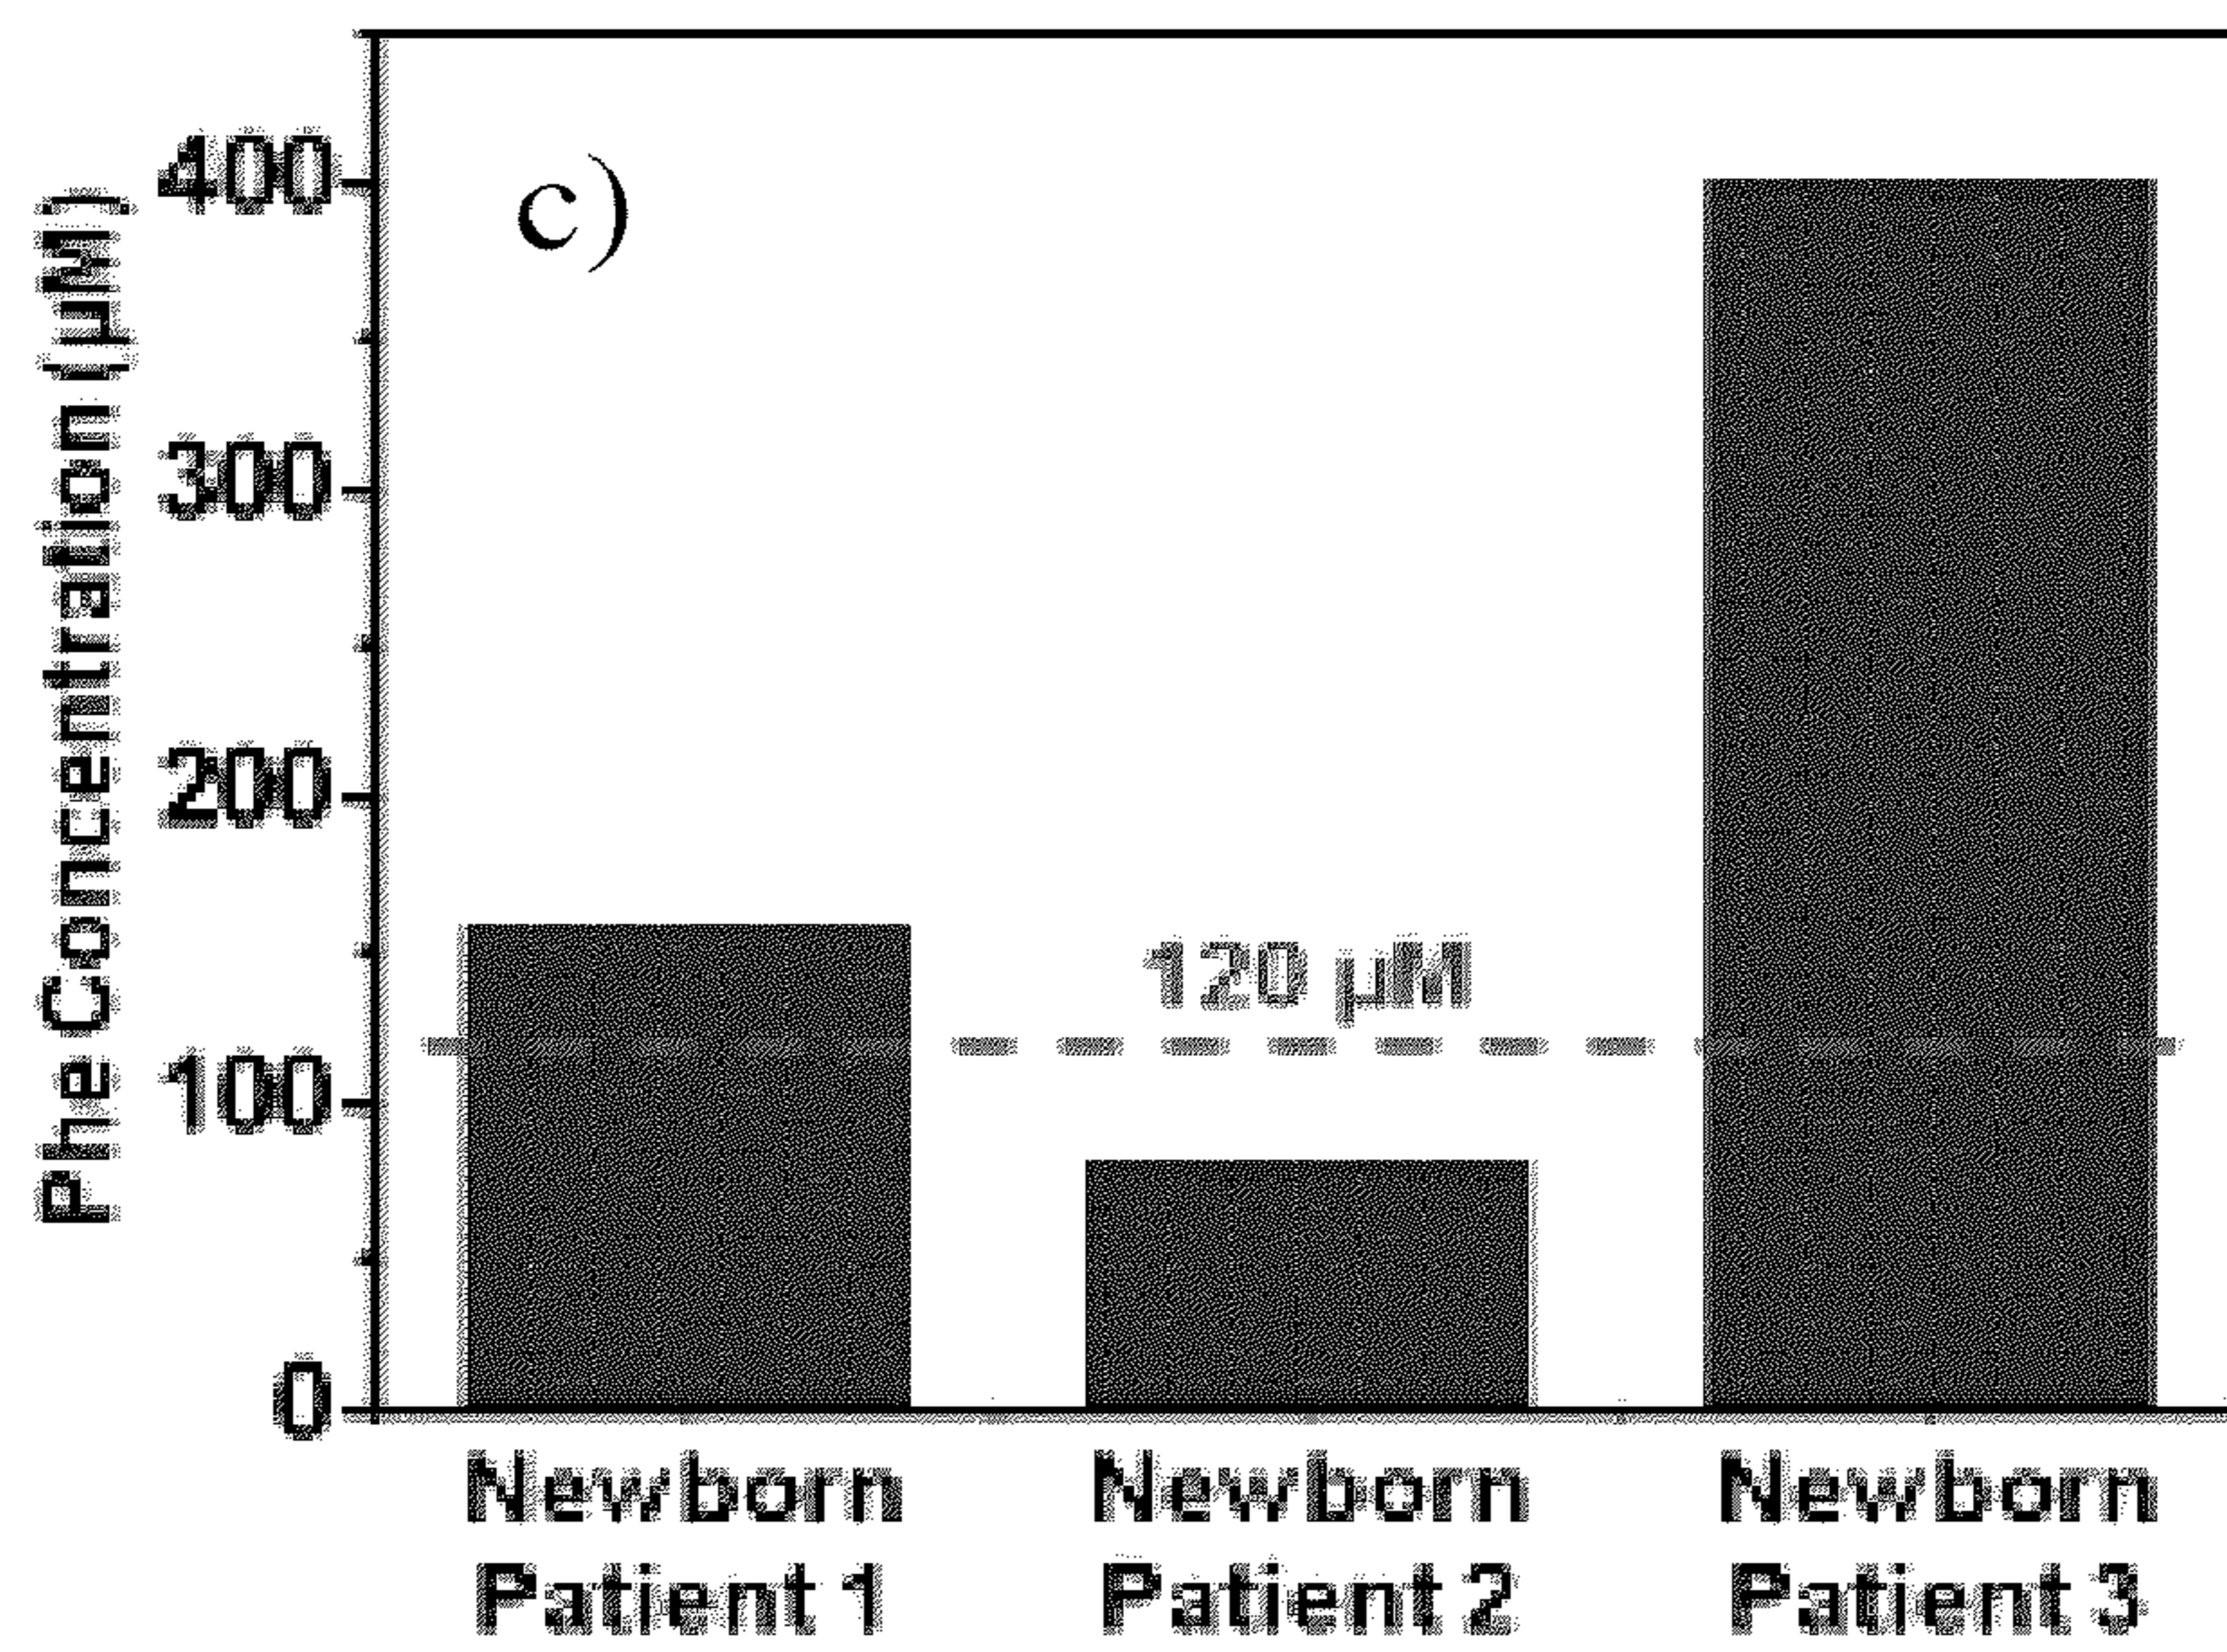 Phe Concentration (µM)
400
300
200
100
0
c)
120 µM
Newborn
Patient 1
Newborn
Patient 2
Newborn
Patient 3